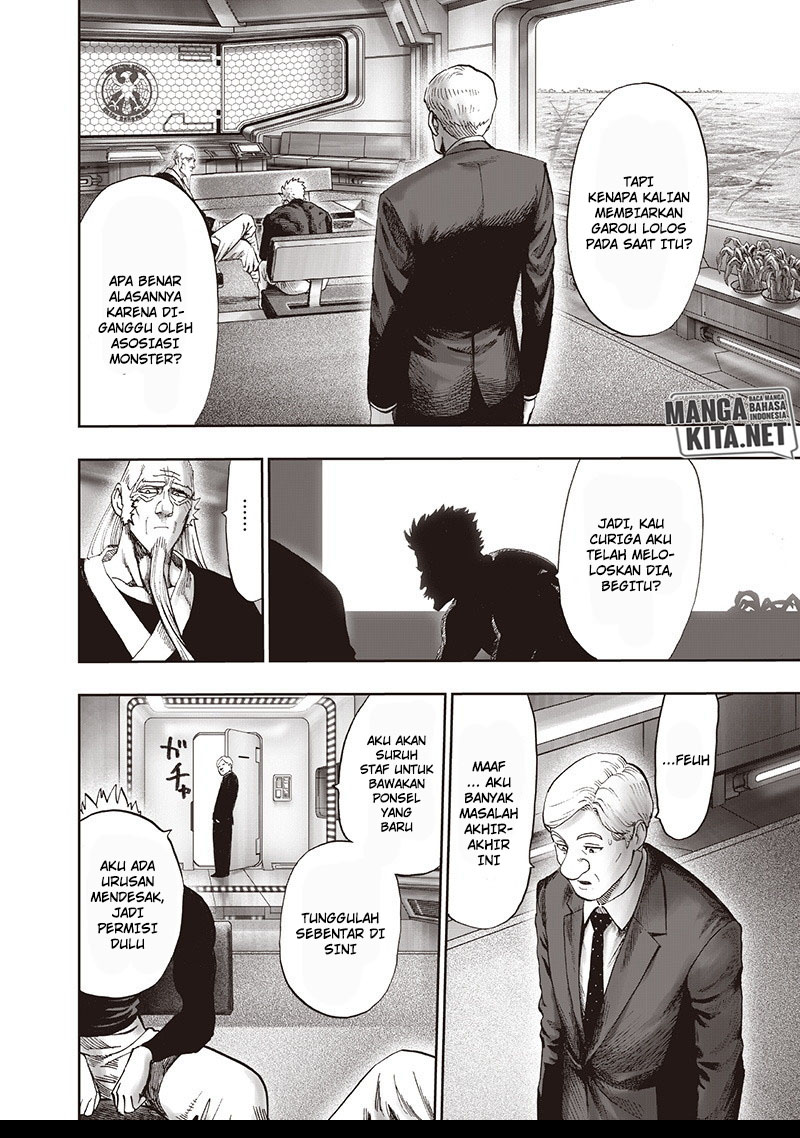 TAPI
KENAPA KALIAN
MEMBIARKAN
GAROU LOLOS
PADA SAAT ITU?
APA BENAR
ALASANNYA
KARENA DI-
GANGGU OLEH
ASOSIASI
MONSTER?
MANGA
KITA.NET
BACA MANGA
BAHASA
INDONESIA
JADI, KAU
CURIGA AKU
TELAH MELO-
LOSKAN DIA,
BEGITU?
........
...FEUH
MAAF
... AKU
BANYAK
MASALAH
AKHIR-
AKHIR
INI
AKU AKAN
SURUH
STAF UNTUK
BAWAKAN
PONSEL
YANG
BARU
TUNGGULAH
SEBENTAR DI
SINI
ガチャ
AKU ADA
URUSAN
MENDESAK,
JADI
PERMISI
DULU